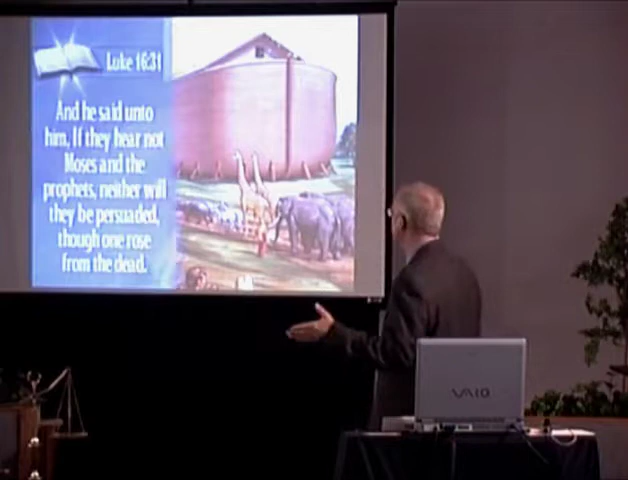 Luke 16:31
And he said unto
him, If they hear not
Moses and the
prophets, neither will
they be persuaded,
though one rose
from the dead.
VAIO